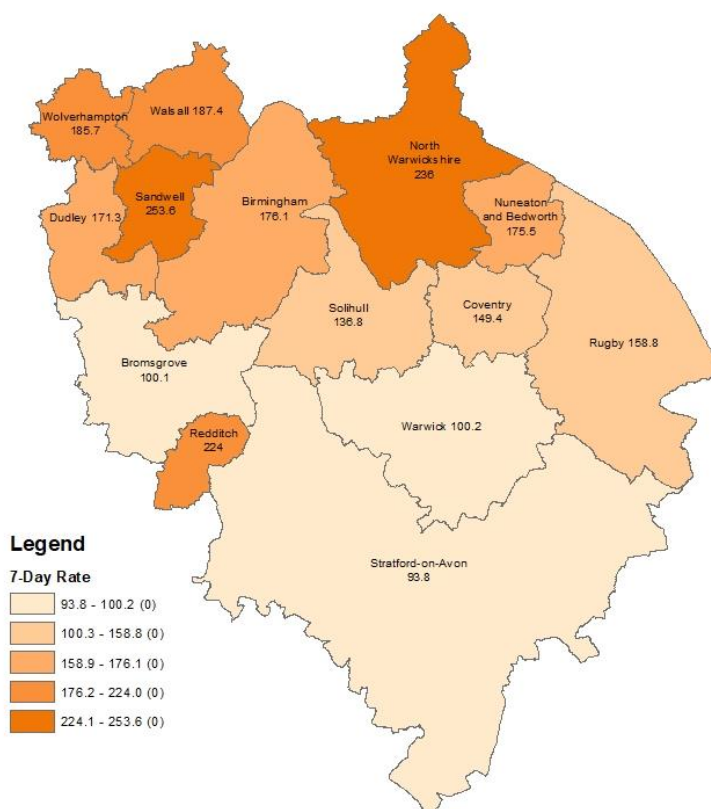 North
Warwickshire
236
Wolverhampton
185.7
Walsall 187.4
Sandwell
253.6
Birmingham
176.1
Nuneaton
and Bedworth
175.5
Dudley 171.3
Solihull
136.8
Coventry
149.4
Rugby 158.8
Bromsgrove
100.1
Warwick 100.2
Redditch
224
Stratford-on-Avon
93.8
Legend
7-Day Rate
93.8 - 100.2 (0)
100.3 - 158.8 (0)
158.9 - 176.1 (0)
176.2 - 224.0 (0)
224.1 - 253.6 (0)